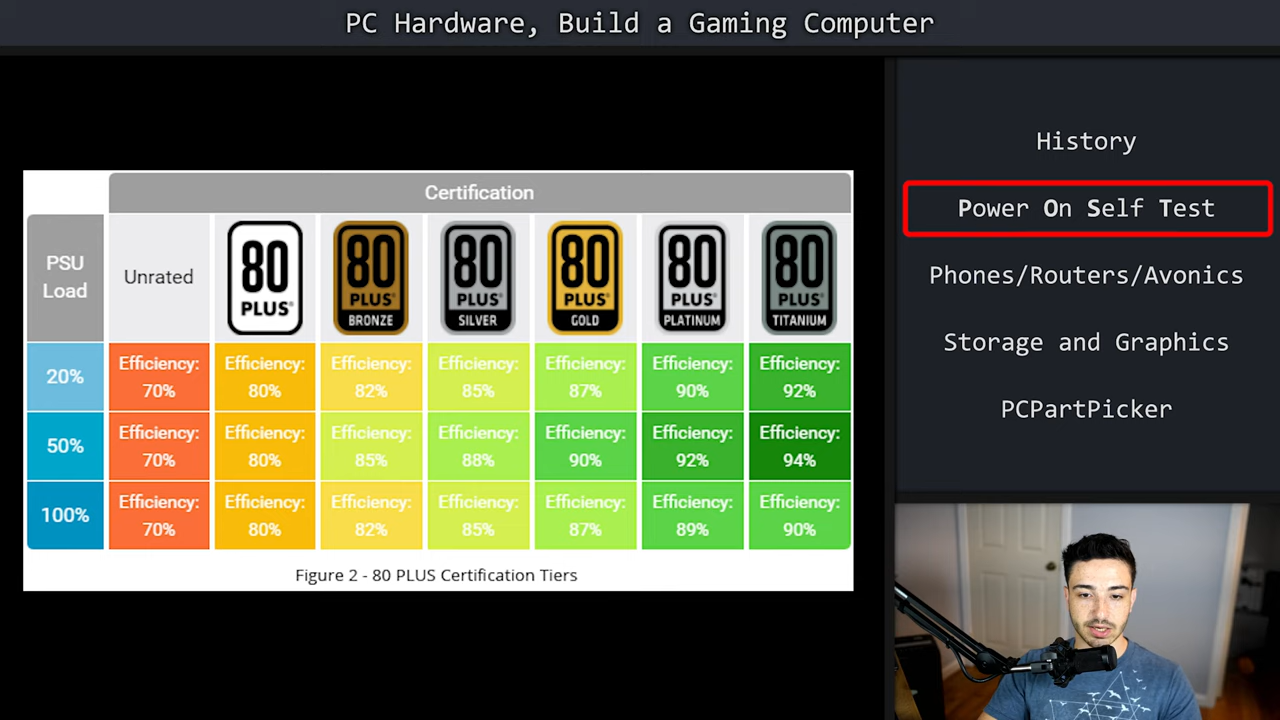 PC Hardware, Build a Gaming Computer
History
Power On Self Test
Phones/Routers/Avonics
Storage and Graphics
PCPartPicker
Certification
PSU
Load
Unrated
80
PLUS®
80
PLUS®
BRONZE
80
PLUS®
SILVER
80
PLUS®
GOLD
80
PLUS®
PLATINUM
80
PLUS®
TITANIUM
20%
Efficiency:
70%
Efficiency:
80%
Efficiency:
82%
Efficiency:
85%
Efficiency:
87%
Efficiency:
90%
Efficiency:
92%
50%
Efficiency:
70%
Efficiency:
80%
Efficiency:
85%
Efficiency:
88%
Efficiency:
90%
Efficiency:
92%
Efficiency:
94%
100%
Efficiency:
70%
Efficiency:
80%
Efficiency:
82%
Efficiency:
85%
Efficiency:
87%
Efficiency:
89%
Efficiency:
90%
Figure 2 - 80 PLUS Certification Tiers